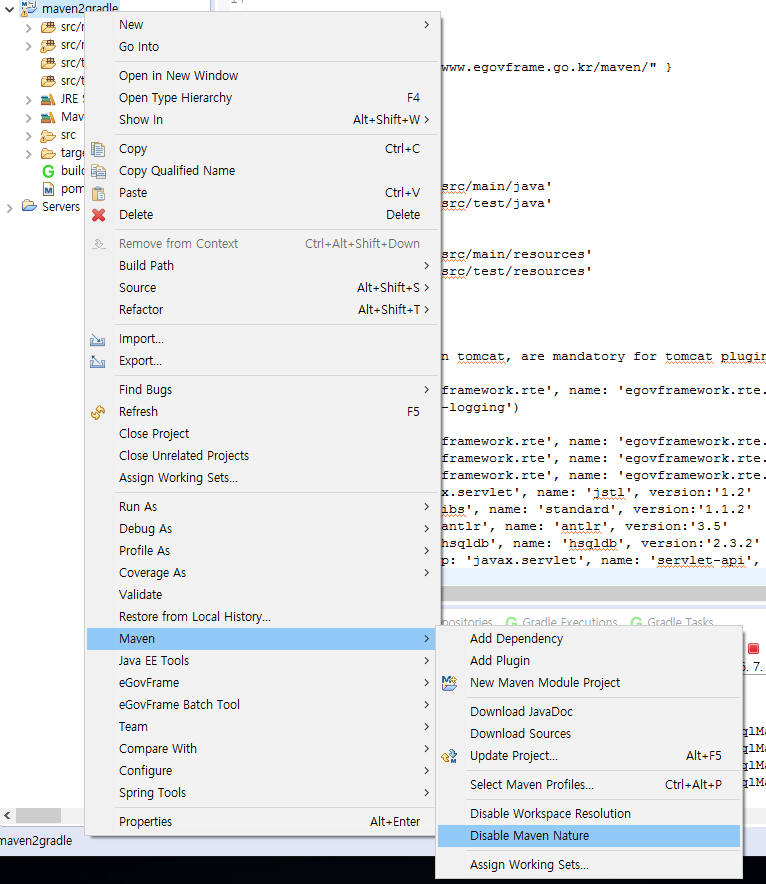 maven2gradle
src/
src/
src/t
src/t
JRE S
Mav
src
targe
build
pom
Servers
New
Go Into
Open in New Window
Open Type Hierarchy F4
Show In Alt+Shift+W
Copy Ctrl+C
Copy Qualified Name
Paste Ctrl+V
Delete Delete
Remove from Context Ctrl+Alt+Shift+Down
Build Path
Source Alt+Shift+S
Refactor Alt+Shift+T
Import...
Export...
Find Bugs
Refresh F5
Close Project
Close Unrelated Projects
Assign Working Sets...
Run As
Debug As
Profile As
Coverage As
Validate
Restore from Local History...
Maven
Java EE Tools
eGovFrame
eGovFrame Batch Tool
Team
Compare With
Configure
Spring Tools
Properties Alt+Enter
www.egovframe.go.kr/maven/" }
src/main/java'
src/test/java'
src/main/resources'
src/test/resources'
n tomcat, are mandatory for tomcat plugin
framework.rte', name: 'egovframework.rte.
-logging')
framework.rte', name: 'egovframework.rte.
framework.rte', name: 'egovframework.rte.
framework.rte', name: 'egovframework.rte.
x.servlet', name: 'jstl', version:'1.2'
ibs', name: 'standard', version:'1.1.2'
antlr', name: 'antlr', version:'3.5'
hsqldb', name: 'hsqldb', version:'2.3.2'
p: 'javax.servlet', name: 'servlet-api',
positories Gradle Executions Gradle Tasks
Add Dependency
Add Plugin
New Maven Module Project
Download JavaDoc
Download Sources
Update Project... Alt+F5
Select Maven Profiles... Ctrl+Alt+P
Disable Workspace Resolution
Disable Maven Nature
Assign Working Sets...
5. 7.
qlMa
qlMa
qlMa
qlMa
maven2gradle